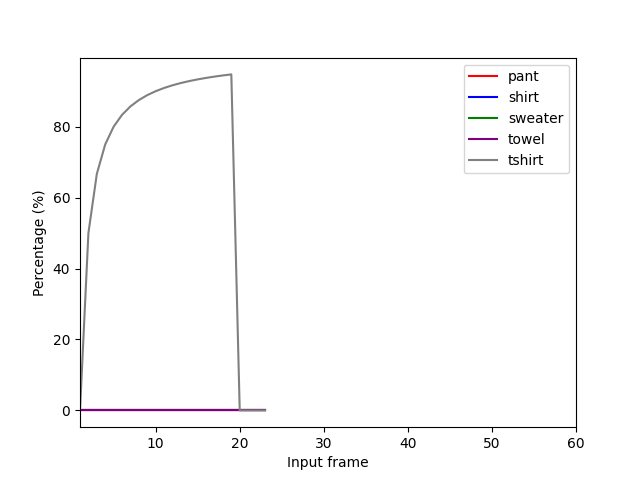 pant
shirt
sweater
towel
tshirt
Percentage (%)
80
60
40
20
0
10 20 30 40 50 60
Input frame